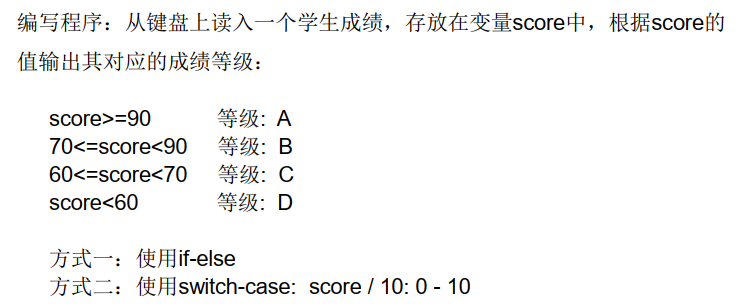 编写程序：从键盘上读入一个学生成绩，存放在变量score中，根据score的
值输出其对应的成绩等级：
score>=90 等级: A
70<=score<90 等级: B
60<=score<70 等级: C
score<60 等级: D
方式一：使用if-else
方式二：使用switch-case: score / 10: 0 - 10